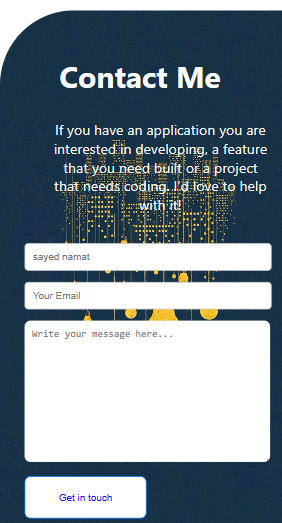 Contact Me
If you have an application you are
interested in developing, a feature
that you need built or a project
that needs coding. I'd love to help
with it!
sayed namat
Your Email
Write your message here...
Get in touch